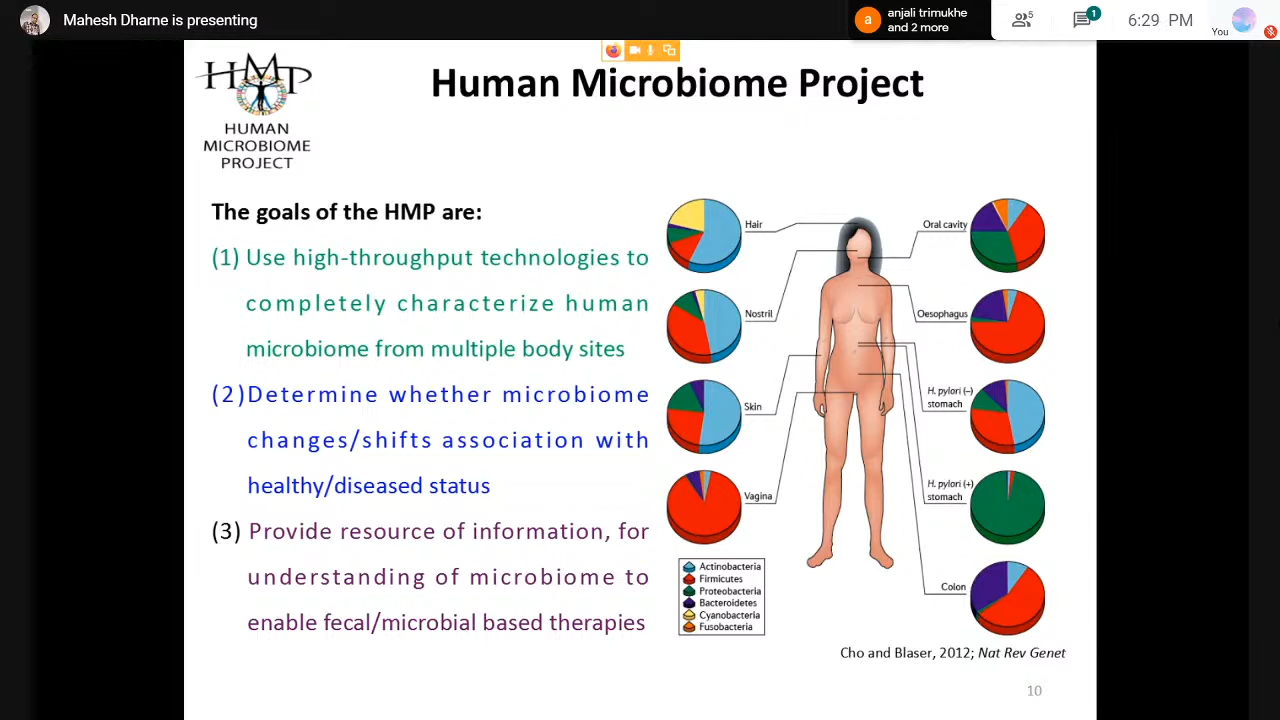 Mahesh Dharne is presenting
a
anjali trimukhe
and 2 more
5
1
6:29 PM
You
HMP
HUMAN
MICROBIOME
PROJECT
Human Microbiome Project
The goals of the HMP are:
(1) Use high-throughput technologies to
completely characterize human
microbiome from multiple body sites
(2)Determine whether microbiome
changes/shifts association with
healthy/diseased status
(3) Provide resource of information, for
understanding of microbiome to
enable fecal/microbial based therapies
Hair
Nostril
Skin
Vagina
Oral cavity
Oesophagus
H. pylori (–)
stomach
H. pylori (+)
stomach
Colon
Actinobacteria
Firmicutes
Proteobacteria
Bacteroidetes
Cyanobacteria
Fusobacteria
Cho and Blaser, 2012; Nat Rev Genet
10